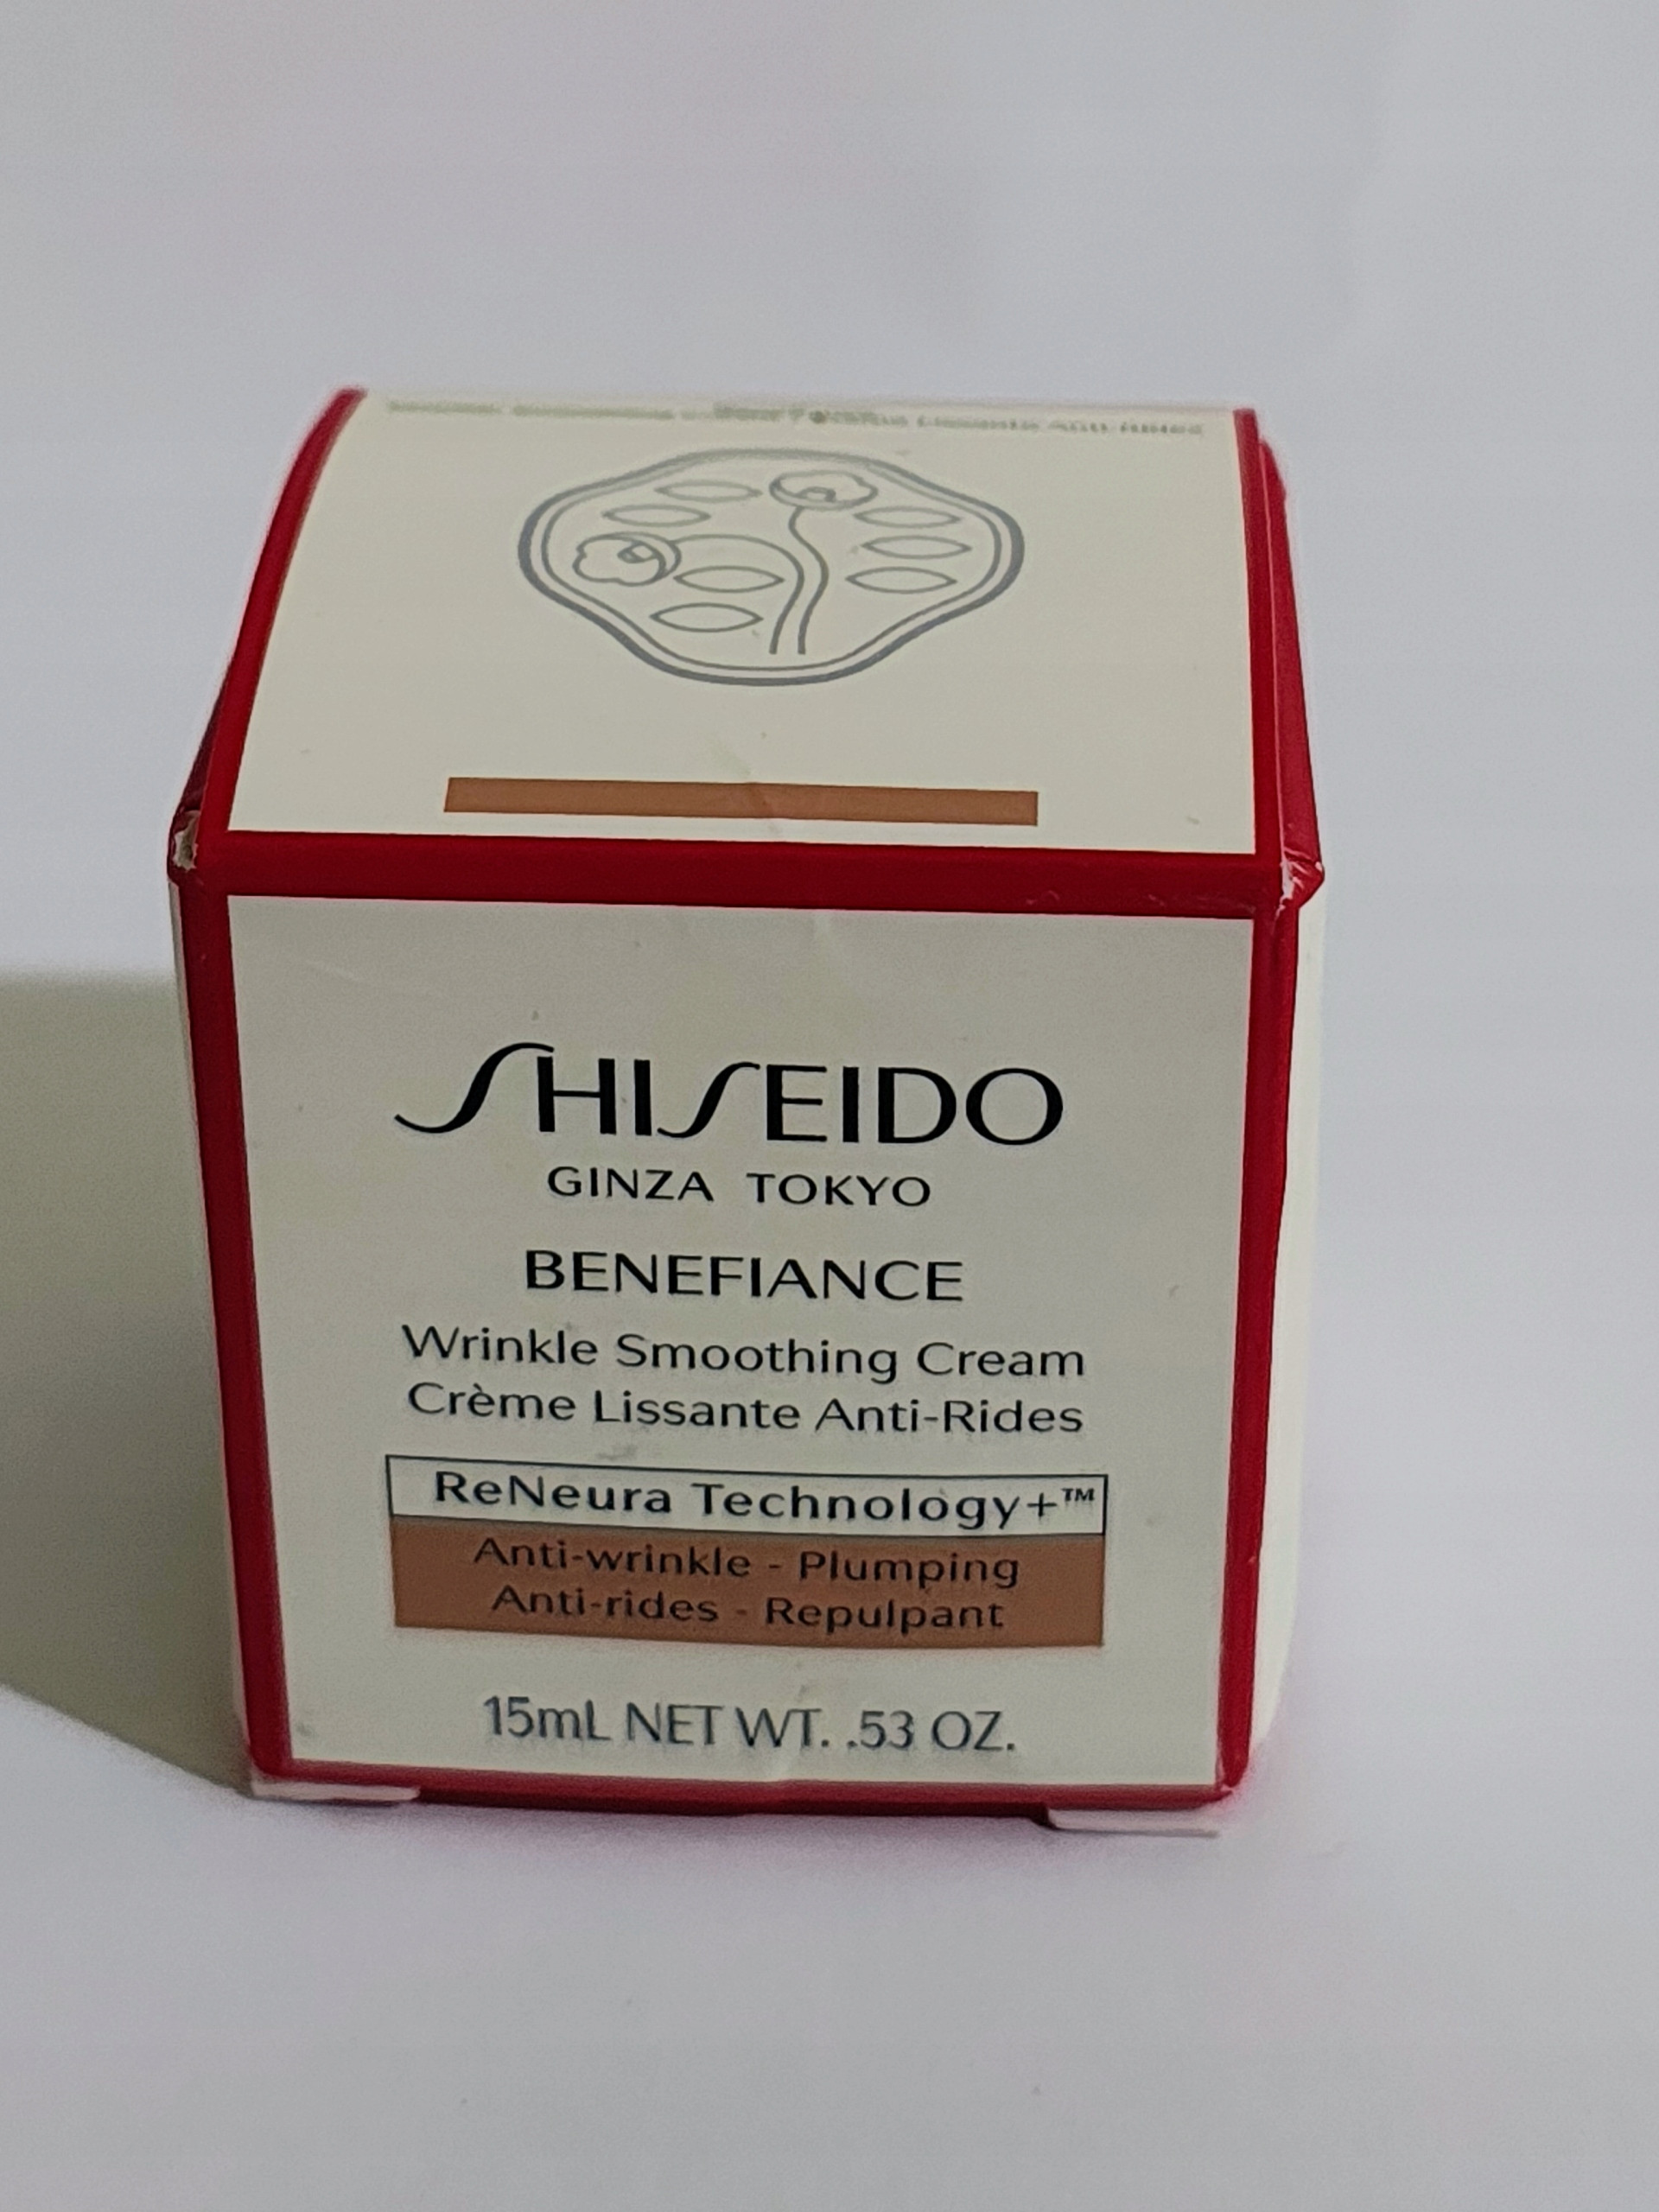 SHISEIDO
GINZA TOKYO
BENEFIANCE
Wrinkle Smoothing Cream
Crème Lissante Anti-Rides
ReNeura Technology+™
Anti-wrinkle - Plumping
Anti-rides - Repulpant
15mL NET WT. .53 OZ.